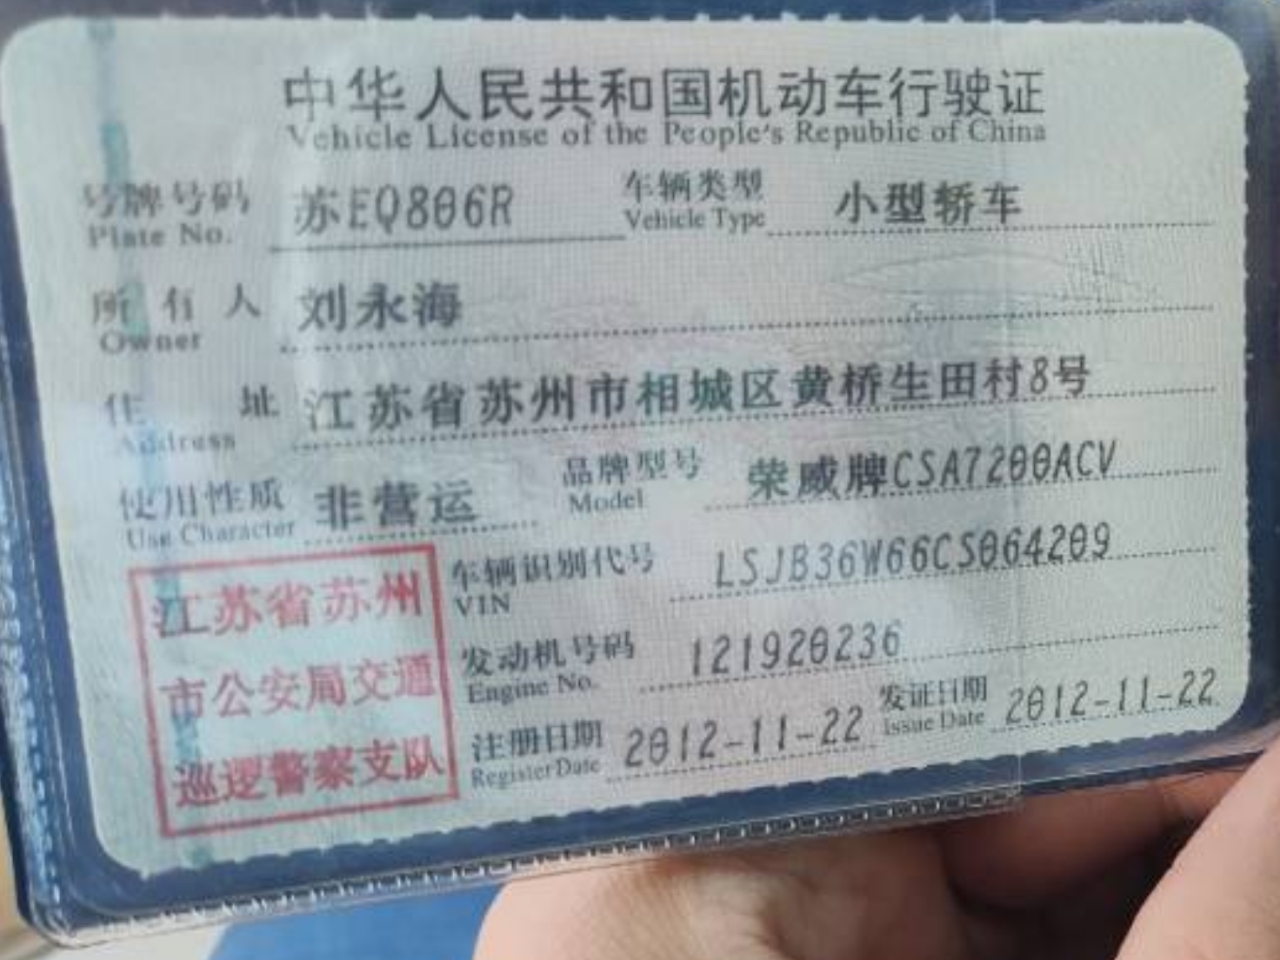 中华人民共和国机动车行驶证
Vehicle License of the People's Republic of China
号牌号码 苏EQ806R 车辆类型 小型轿车
Plate No. Vehicle Type
所有人 刘永海
Owner
住址 江苏省苏州市相城区黄桥生田村8号
Address
使用性质 非营运 品牌型号 荣威牌CSA7200ACV
Use Character Model
车辆识别代号 LSJB36W66CS064209
VIN
发动机号码 121920236
Engine No.
注册日期 2012-11-22 发证日期 2012-11-22
Register Date Issue Date
江苏省苏州
市公安局交通
巡逻警察支队